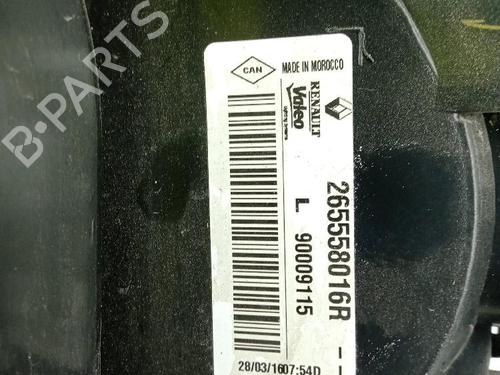 CAN
MADE IN MOROCCO
RENAULT
Valeo
265558016R
L 90009115
28/03/16 07:54D
B-PARTS